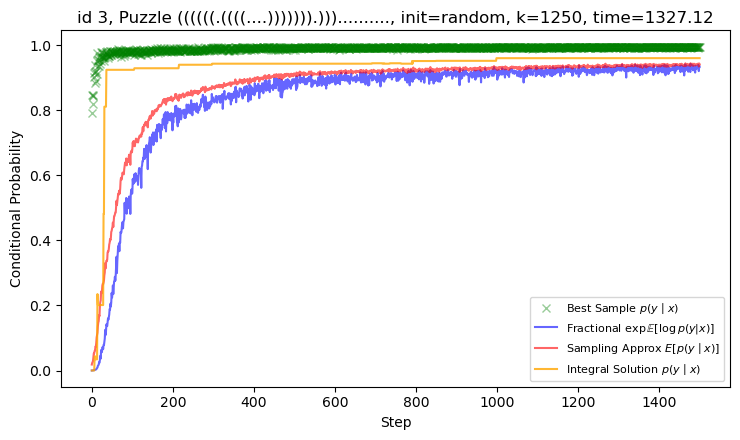 id 3, Puzzle ((((((.((((....))))))).))).........., init=random, k=1250, time=1327.12
Conditional Probability
1.0
0.8
0.6
0.4
0.2
0.0
Best Sample p(y | x)
Fractional exp𝔼[log p(y|x)]
Sampling Approx E[p(y | x)]
Integral Solution p(y | x)
0 200 400 600 800 1000 1200 1400
Step